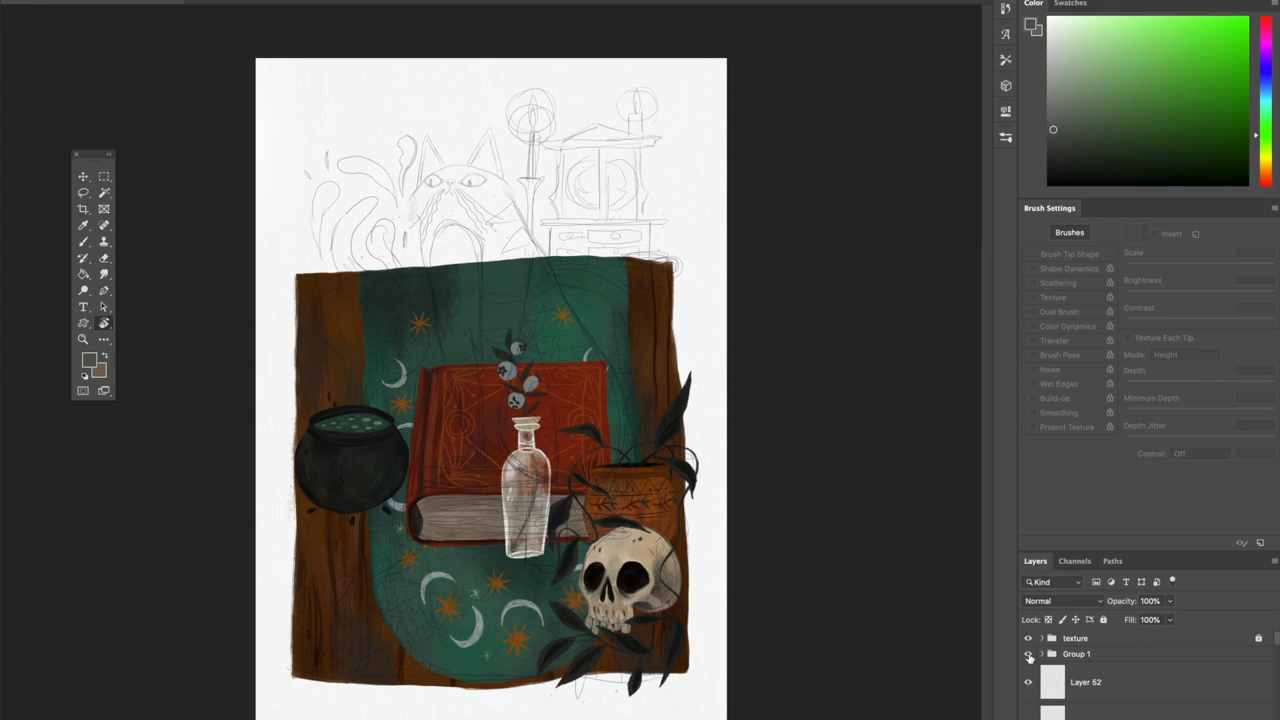 Color Swatches
Brush Settings
Brushes
Invert
Brush Tip Shape
Scale
Shape Dynamics
Scattering
Brightness
Texture
Dual Brush
Contrast
Color Dynamics
Texture Each Tip
Transfer
Brush Pose
Mode: Height
Noise
Depth
Wet Edges
Build-up
Minimum Depth
Smoothing
Protect Texture
Depth Jitter
Control: Off
Layers Channels Paths
Kind
Normal Opacity: 100%
Lock: Fill: 100%
texture
Group 1
Layer 52